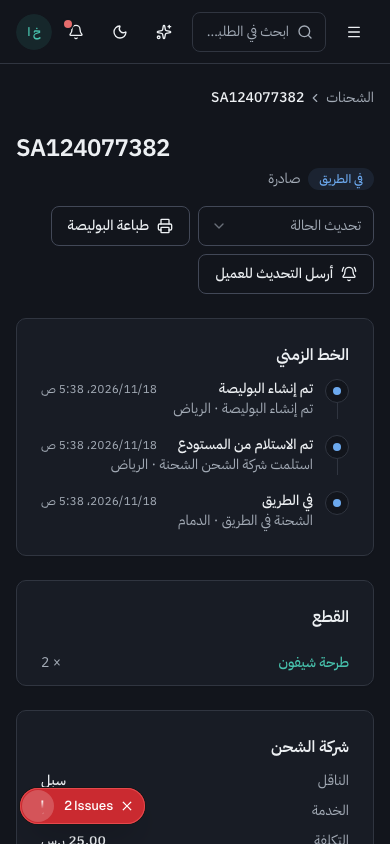 ابحث في الطلبـ...
خ ا
الشحنات > SA124077382
SA124077382
في الطريق صادرة
تحديث الحالة
طباعة البوليصة
أرسل التحديث للعميل
الخط الزمني
تم إنشاء البوليصة 2026/11/18، 5:38 ص
تم إنشاء البوليصة · الرياض
تم الاستلام من المستودع 2026/11/18، 5:38 ص
استلمت شركة الشحن الشحنة · الرياض
في الطريق 2026/11/18، 5:38 ص
الشحنة في الطريق · الدمام
القطع
طرحة شيفون × 2
شركة الشحن
الناقل سبل
الخدمة
2 Issues
التكلفة 25.00 ر.س